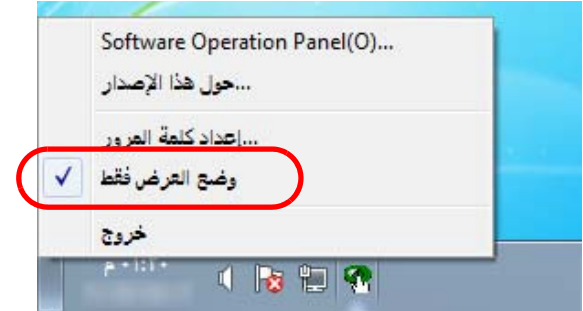 Software Operation Panel(O)...
حول هذا الإصدار...
إعداد كلمة المرور...
وضع العرض فقط
خروج